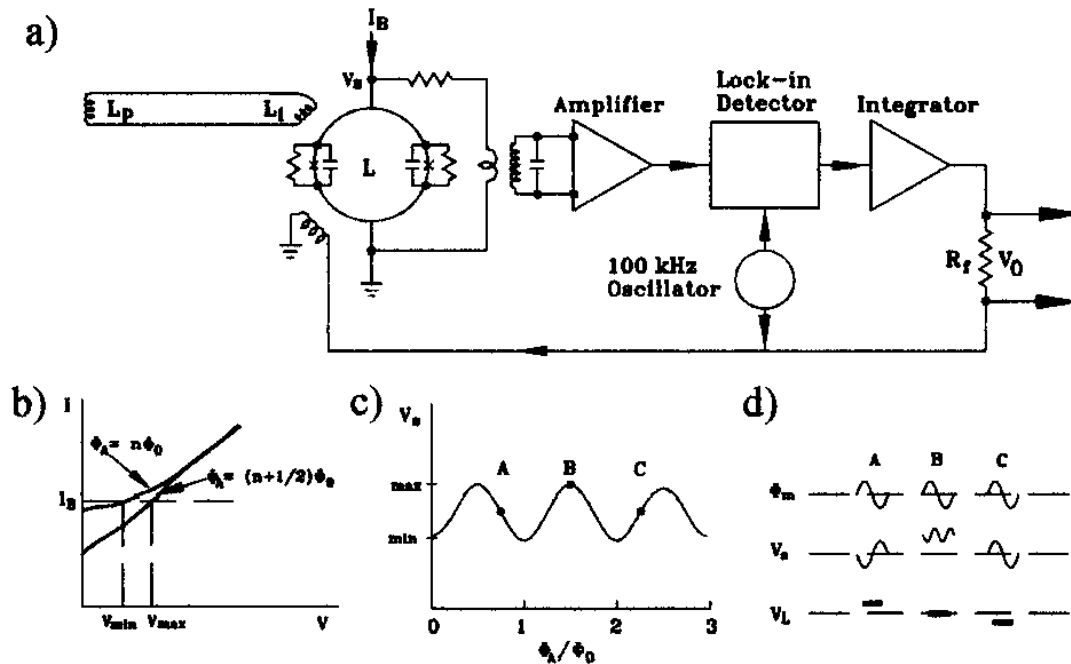 a)
I_B
V_s
L_p
L_i
L
Amplifier
Lock-in
Detector
Integrator
100 kHz
Oscillator
R_f
V_0
b)
I
Φ_A = nΦ_0
Φ_A = (n+1/2)Φ_0
I_B
V_min
V_max
V
c)
V_s
A
B
C
max
min
0
1
2
3
Φ_A/Φ_0
d)
A
B
C
Φ_m
V_s
V_L